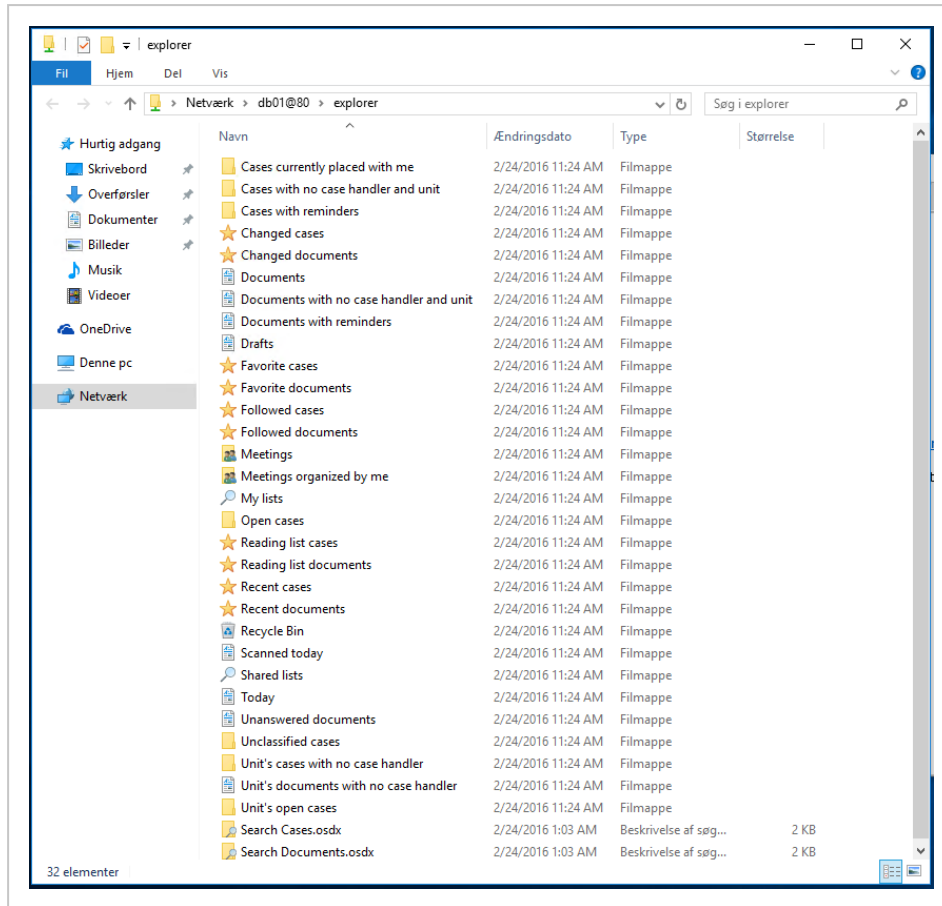 explorer
Fil Hjem Del Vis
Netværk > db01@80 > explorer Søg i explorer
Navn Ændringsdato Type Størrelse
Hurtig adgang
Skrivebord
Overførsler
Dokumenter
Billeder
Musik
Videoer
OneDrive
Denne pc
Netværk
Cases currently placed with me 2/24/2016 11:24 AM Filmappe
Cases with no case handler and unit 2/24/2016 11:24 AM Filmappe
Cases with reminders 2/24/2016 11:24 AM Filmappe
Changed cases 2/24/2016 11:24 AM Filmappe
Changed documents 2/24/2016 11:24 AM Filmappe
Documents 2/24/2016 11:24 AM Filmappe
Documents with no case handler and unit 2/24/2016 11:24 AM Filmappe
Documents with reminders 2/24/2016 11:24 AM Filmappe
Drafts 2/24/2016 11:24 AM Filmappe
Favorite cases 2/24/2016 11:24 AM Filmappe
Favorite documents 2/24/2016 11:24 AM Filmappe
Followed cases 2/24/2016 11:24 AM Filmappe
Followed documents 2/24/2016 11:24 AM Filmappe
Meetings 2/24/2016 11:24 AM Filmappe
Meetings organized by me 2/24/2016 11:24 AM Filmappe
My lists 2/24/2016 11:24 AM Filmappe
Open cases 2/24/2016 11:24 AM Filmappe
Reading list cases 2/24/2016 11:24 AM Filmappe
Reading list documents 2/24/2016 11:24 AM Filmappe
Recent cases 2/24/2016 11:24 AM Filmappe
Recent documents 2/24/2016 11:24 AM Filmappe
Recycle Bin 2/24/2016 11:24 AM Filmappe
Scanned today 2/24/2016 11:24 AM Filmappe
Shared lists 2/24/2016 11:24 AM Filmappe
Today 2/24/2016 11:24 AM Filmappe
Unanswered documents 2/24/2016 11:24 AM Filmappe
Unclassified cases 2/24/2016 11:24 AM Filmappe
Unit's cases with no case handler 2/24/2016 11:24 AM Filmappe
Unit's documents with no case handler 2/24/2016 11:24 AM Filmappe
Unit's open cases 2/24/2016 11:24 AM Filmappe
Search Cases.osdx 2/24/2016 1:03 AM Beskrivelse af søg... 2 KB
Search Documents.osdx 2/24/2016 1:03 AM Beskrivelse af søg... 2 KB
32 elementer